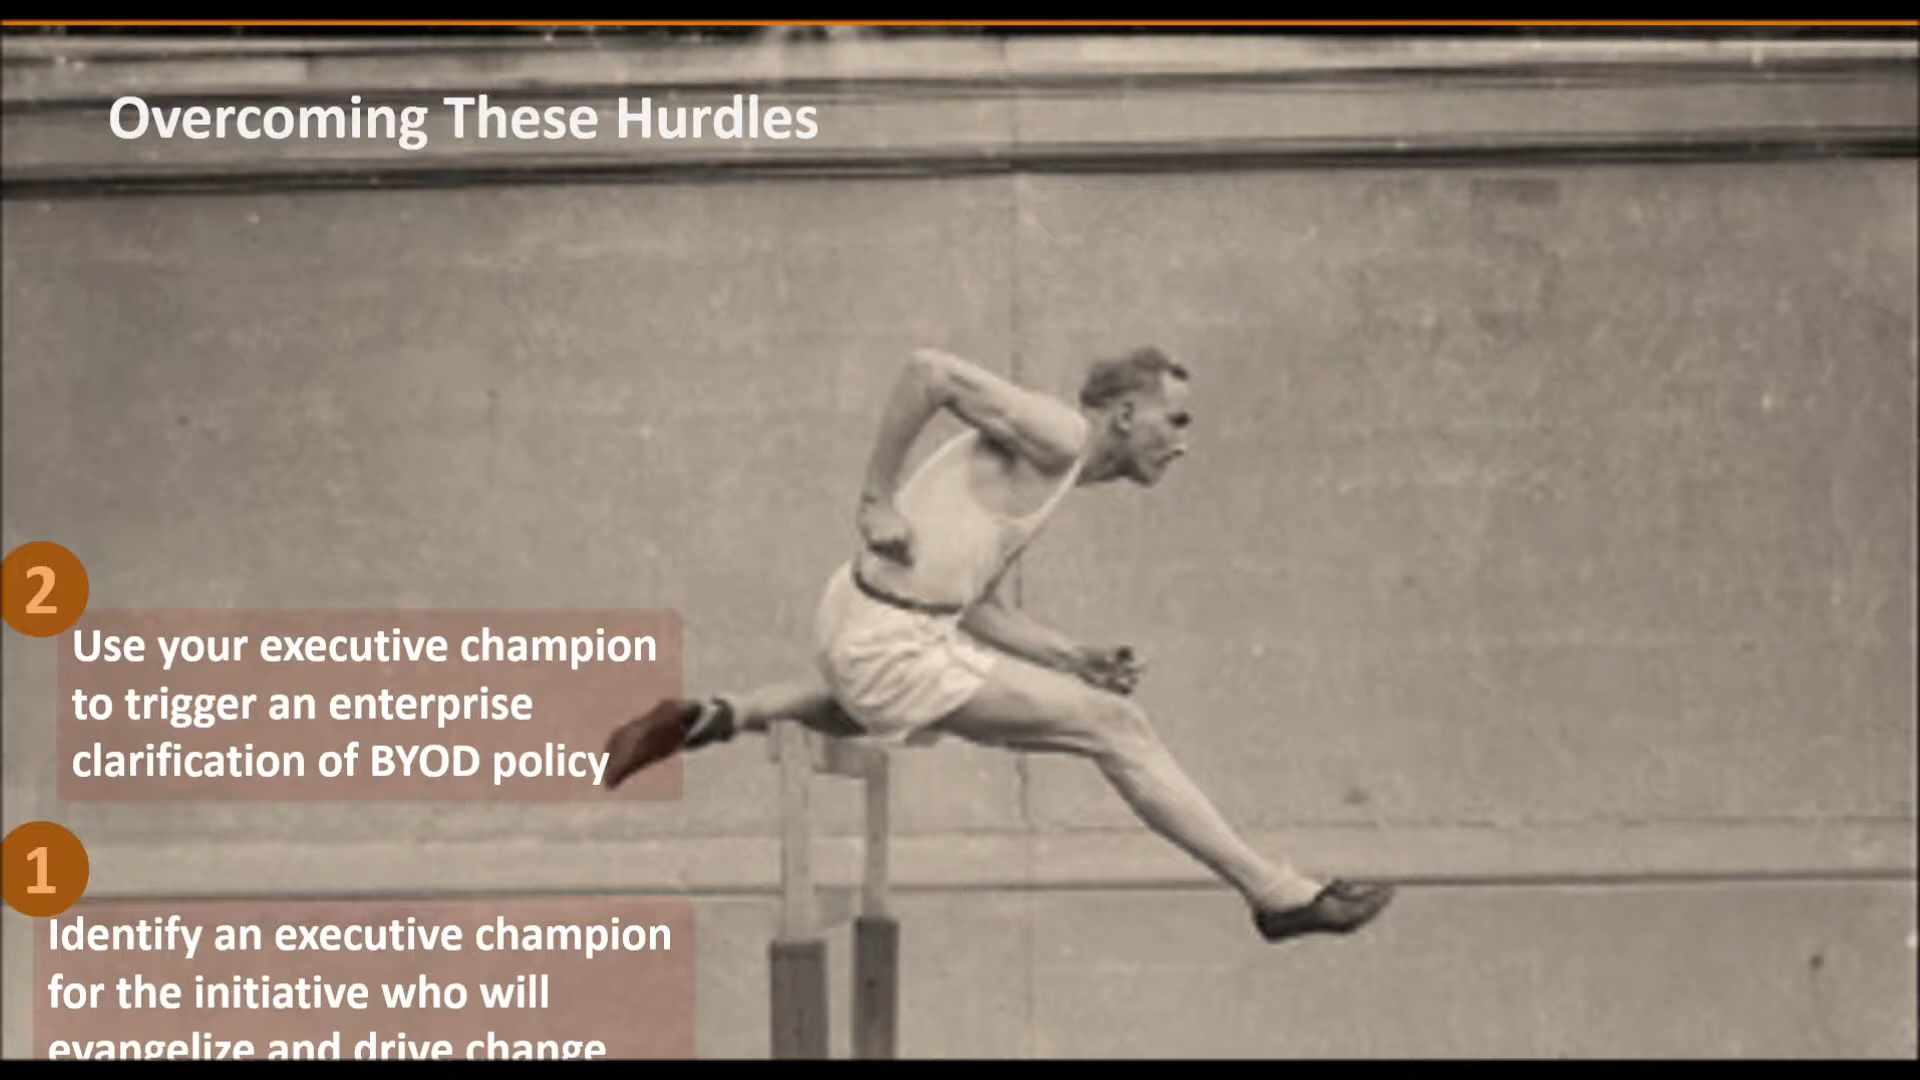 Overcoming These Hurdles
2
Use your executive champion
to trigger an enterprise
clarification of BYOD policy
1
Identify an executive champion
for the initiative who will
evangelize and drive change